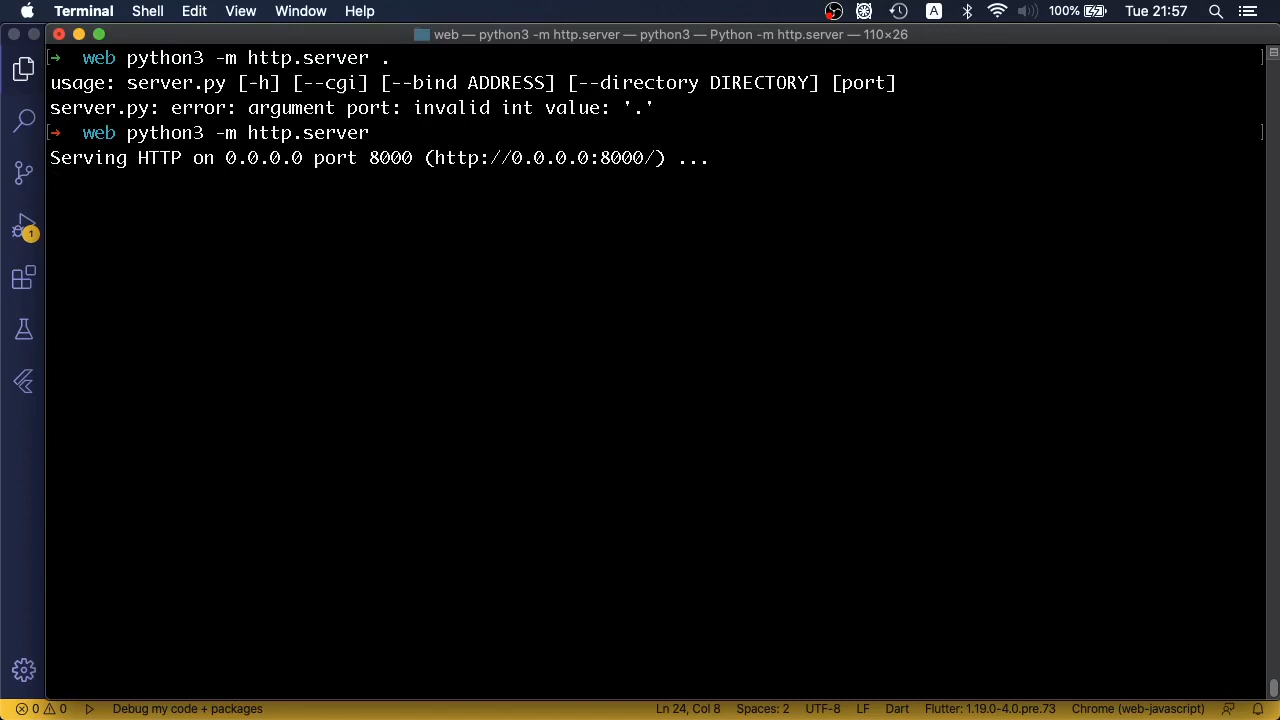 Terminal Shell Edit View Window Help A 100% Tue 21:57
web — python3 -m http.server — python3 — Python -m http.server — 110×26
→ web python3 -m http.server .
usage: server.py [-h] [--cgi] [--bind ADDRESS] [--directory DIRECTORY] [port]
server.py: error: argument port: invalid int value: '.'
→ web python3 -m http.server
Serving HTTP on 0.0.0.0 port 8000 (http://0.0.0.0:8000/) ...
1
0 0 Debug my code + packages Ln 24, Col 8 Spaces: 2 UTF-8 LF Dart Flutter: 1.19.0-4.0.pre.73 Chrome (web-javascript)